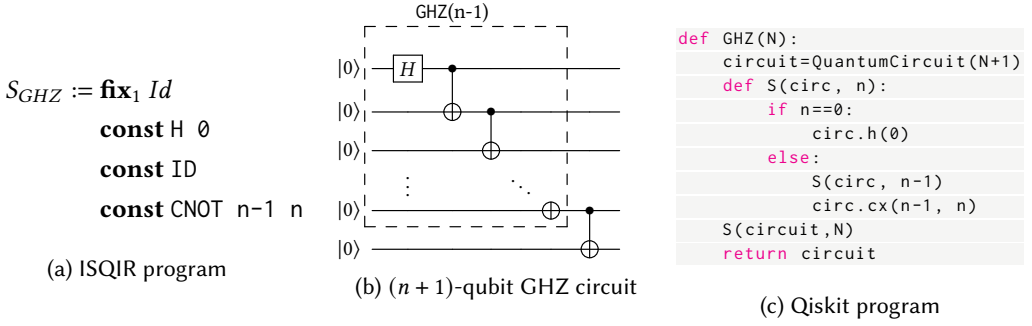 S_GHZ := fix₁ Id
const H 0
const ID
const CNOT n-1 n
(a) ISQIR program
GHZ(n-1)
|0⟩ H
|0⟩
|0⟩
⋮ ⋱
|0⟩
|0⟩
(b) (n + 1)-qubit GHZ circuit
def GHZ(N):
    circuit=QuantumCircuit(N+1)
    def S(circ, n):
        if n==0:
            circ.h(0)
        else:
            S(circ, n-1)
            circ.cx(n-1, n)
    S(circuit,N)
    return circuit
(c) Qiskit program